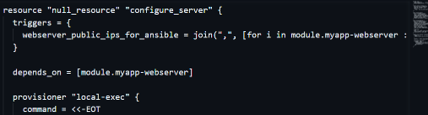 resource "null_resource" "configure_server" {
triggers = {
webserver_public_ips_for_ansible = join(",", [for i in module.myapp-webserver :
}
depends_on = [module.myapp-webserver]
provisioner "local-exec" {
command = <<-EOT